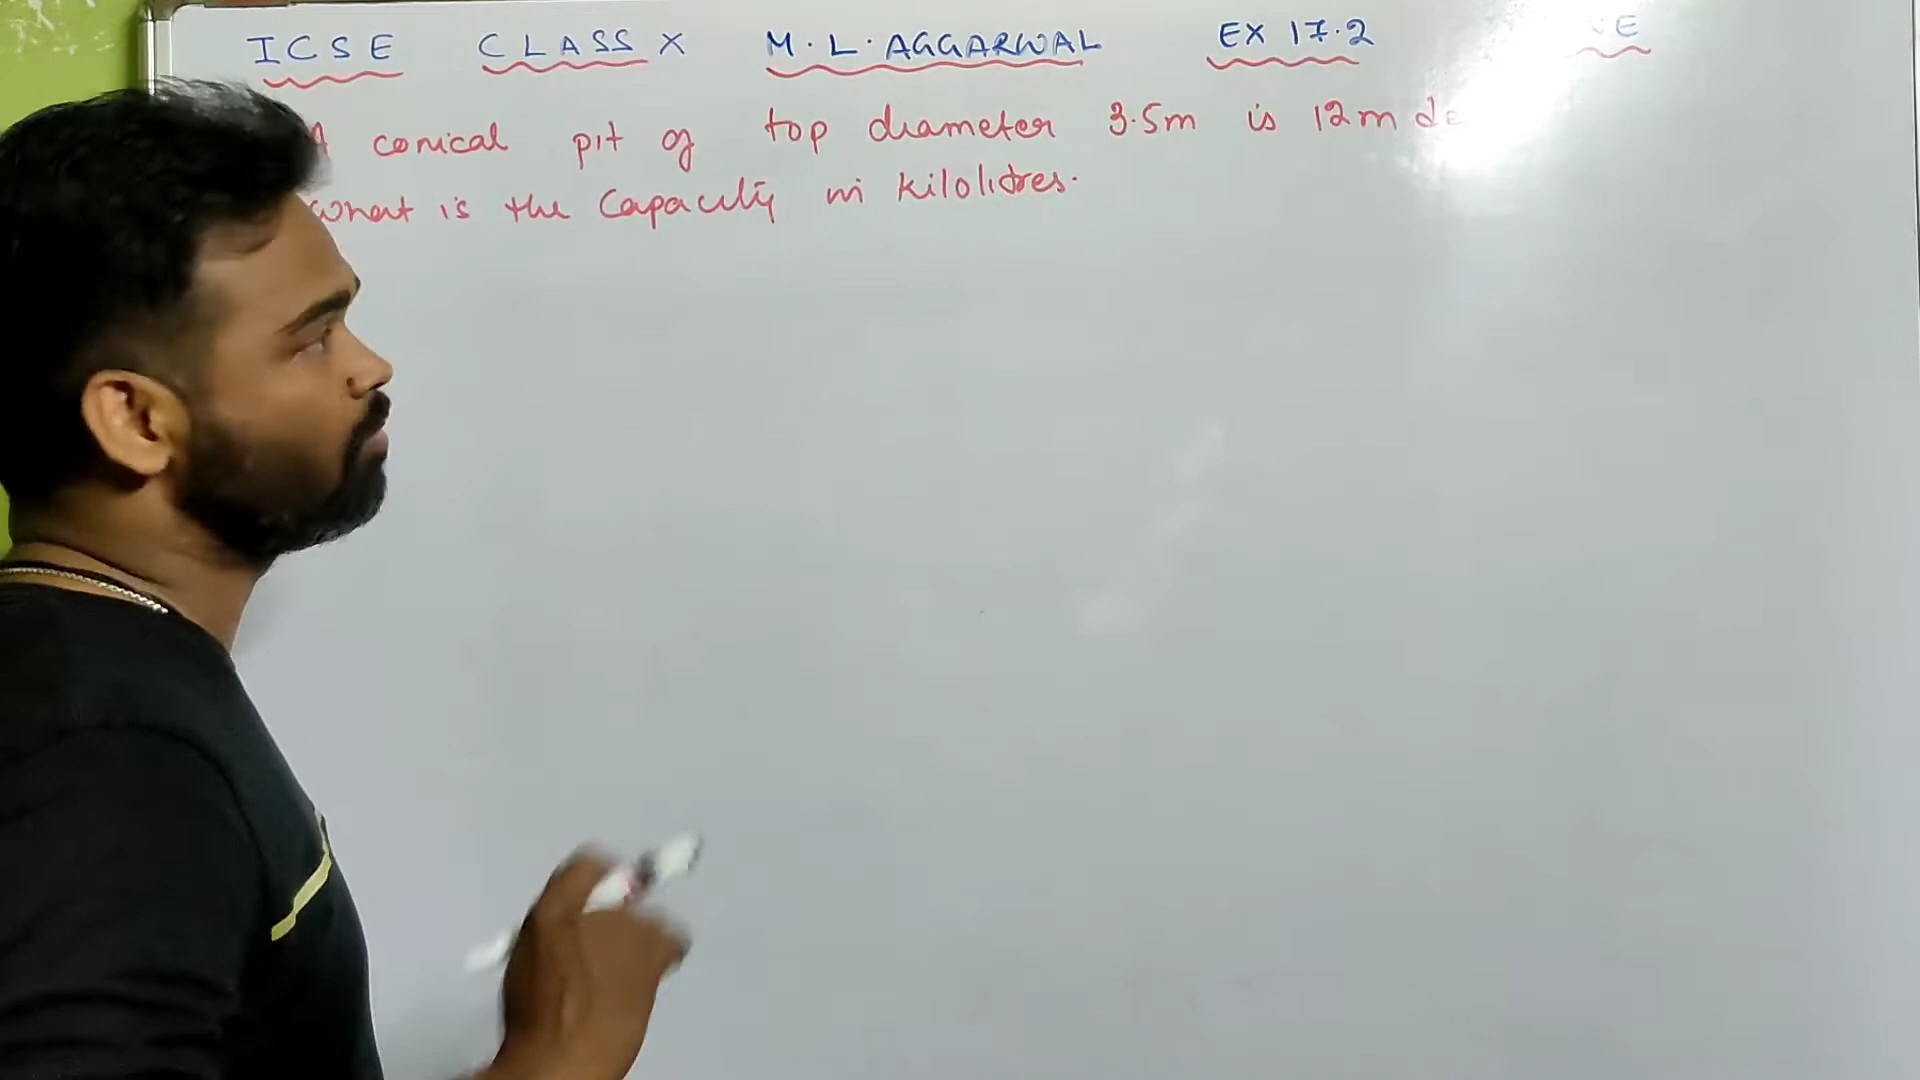 ICSE CLASS X M.L.AGGARWAL EX 17.2
A conical pit of top diameter 3.5m is 12m
what is the Capacity in kilolitres.